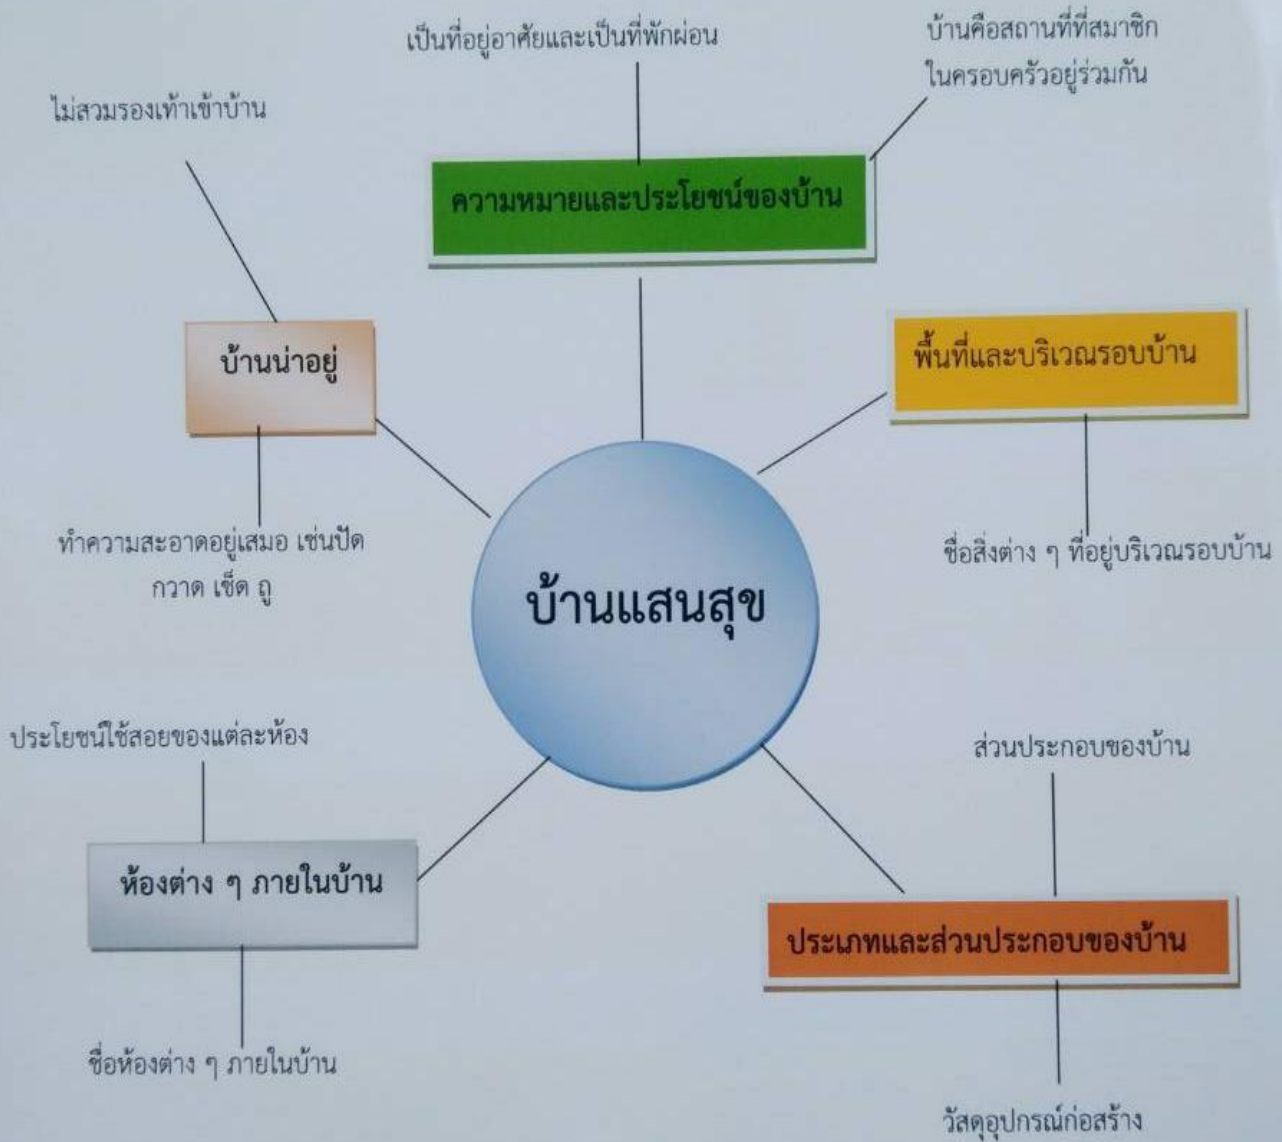 เป็นที่อยู่อาศัยและเป็นที่พักผ่อน
บ้านคือสถานที่ที่สมาชิก
ในครอบครัวอยู่ร่วมกัน
ไม่สวมรองเท้าเข้าบ้าน
ความหมายและประโยชน์ของบ้าน
บ้านน่าอยู่
พื้นที่และบริเวณรอบบ้าน
ทำความสะอาดอยู่เสมอ เช่นปัด
กวาด เช็ด ถู
ชื่อสิ่งต่าง ๆ ที่อยู่บริเวณรอบบ้าน
บ้านแสนสุข
ประโยชน์ใช้สอยของแต่ละห้อง
ส่วนประกอบของบ้าน
ห้องต่าง ๆ ภายในบ้าน
ประเภทและส่วนประกอบของบ้าน
ชื่อห้องต่าง ๆ ภายในบ้าน
วัสดุอุปกรณ์ก่อสร้าง